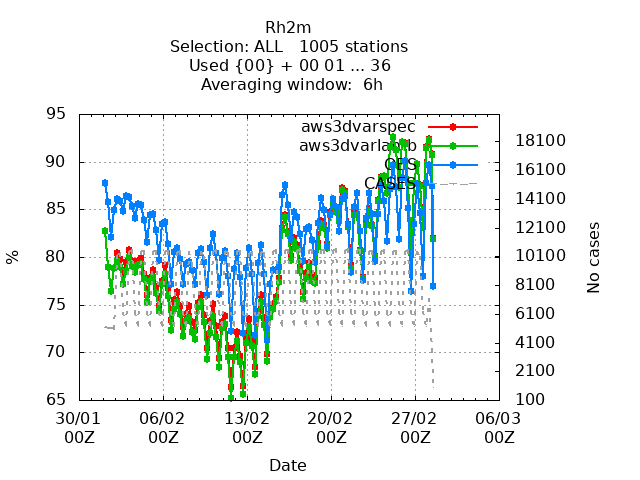 Rh2m
Selection: ALL   1005 stations
Used {00} + 00 01 ... 36
Averaging window:  6h
95
90
85
80
75
70
65
%
18100
16100
14100
12100
10100
8100
6100
4100
2100
100
No cases
aws3dvarspec
OBS
CASES
30/01 06/02 13/02 20/02 27/02 06/03
00Z 00Z 00Z 00Z 00Z 00Z
Date